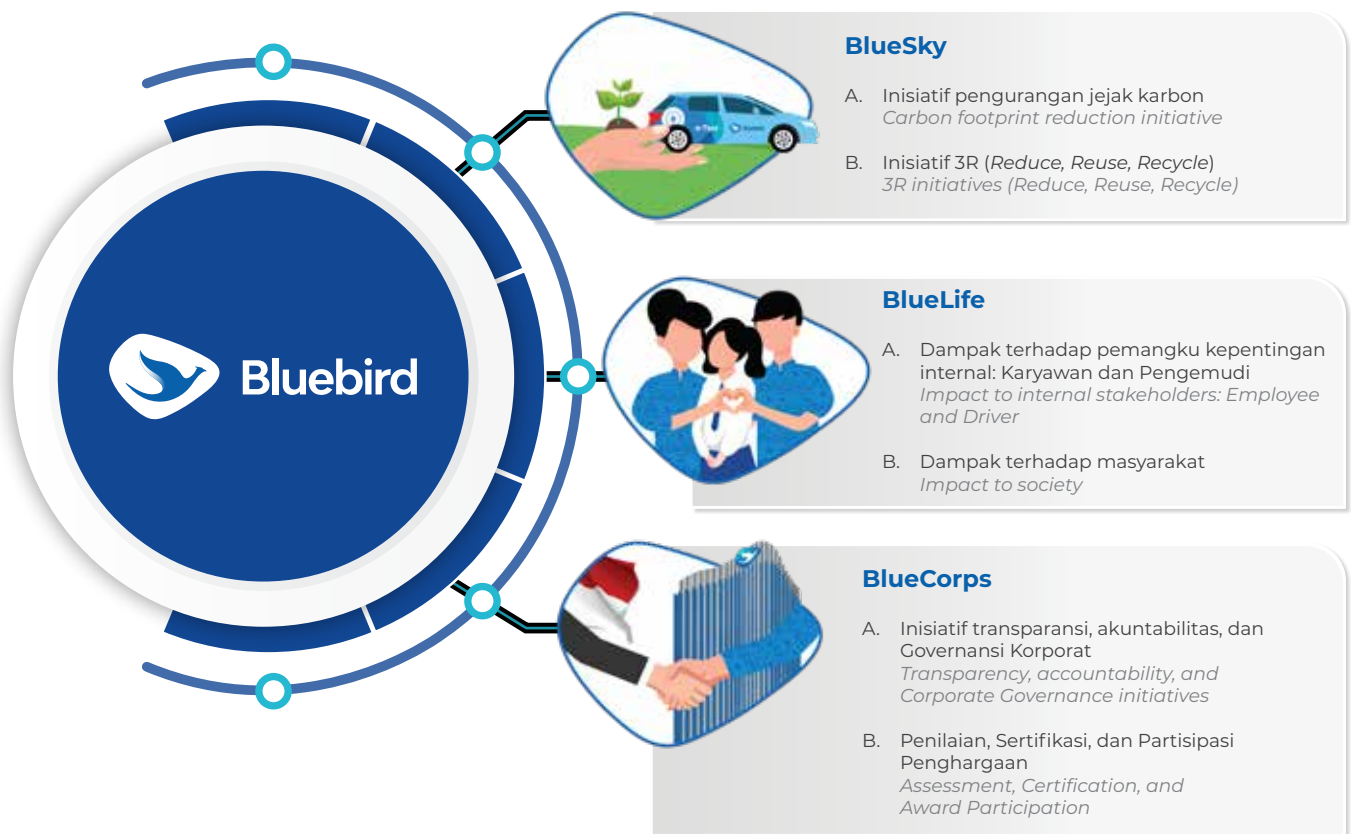 Bluebird
BlueSky
A. Inisiatif pengurangan jejak karbon
Carbon footprint reduction initiative
B. Inisiatif 3R (Reduce, Reuse, Recycle)
3R initiatives (Reduce, Reuse, Recycle)
BlueLife
A. Dampak terhadap pemangku kepentingan
internal: Karyawan dan Pengemudi
Impact to internal stakeholders: Employee
and Driver
B. Dampak terhadap masyarakat
Impact to society
BlueCorps
A. Inisiatif transparansi, akuntabilitas, dan
Governansi Korporat
Transparency, accountability, and
Corporate Governance initiatives
B. Penilaian, Sertifikasi, dan Partisipasi
Penghargaan
Assessment, Certification, and
Award Participation